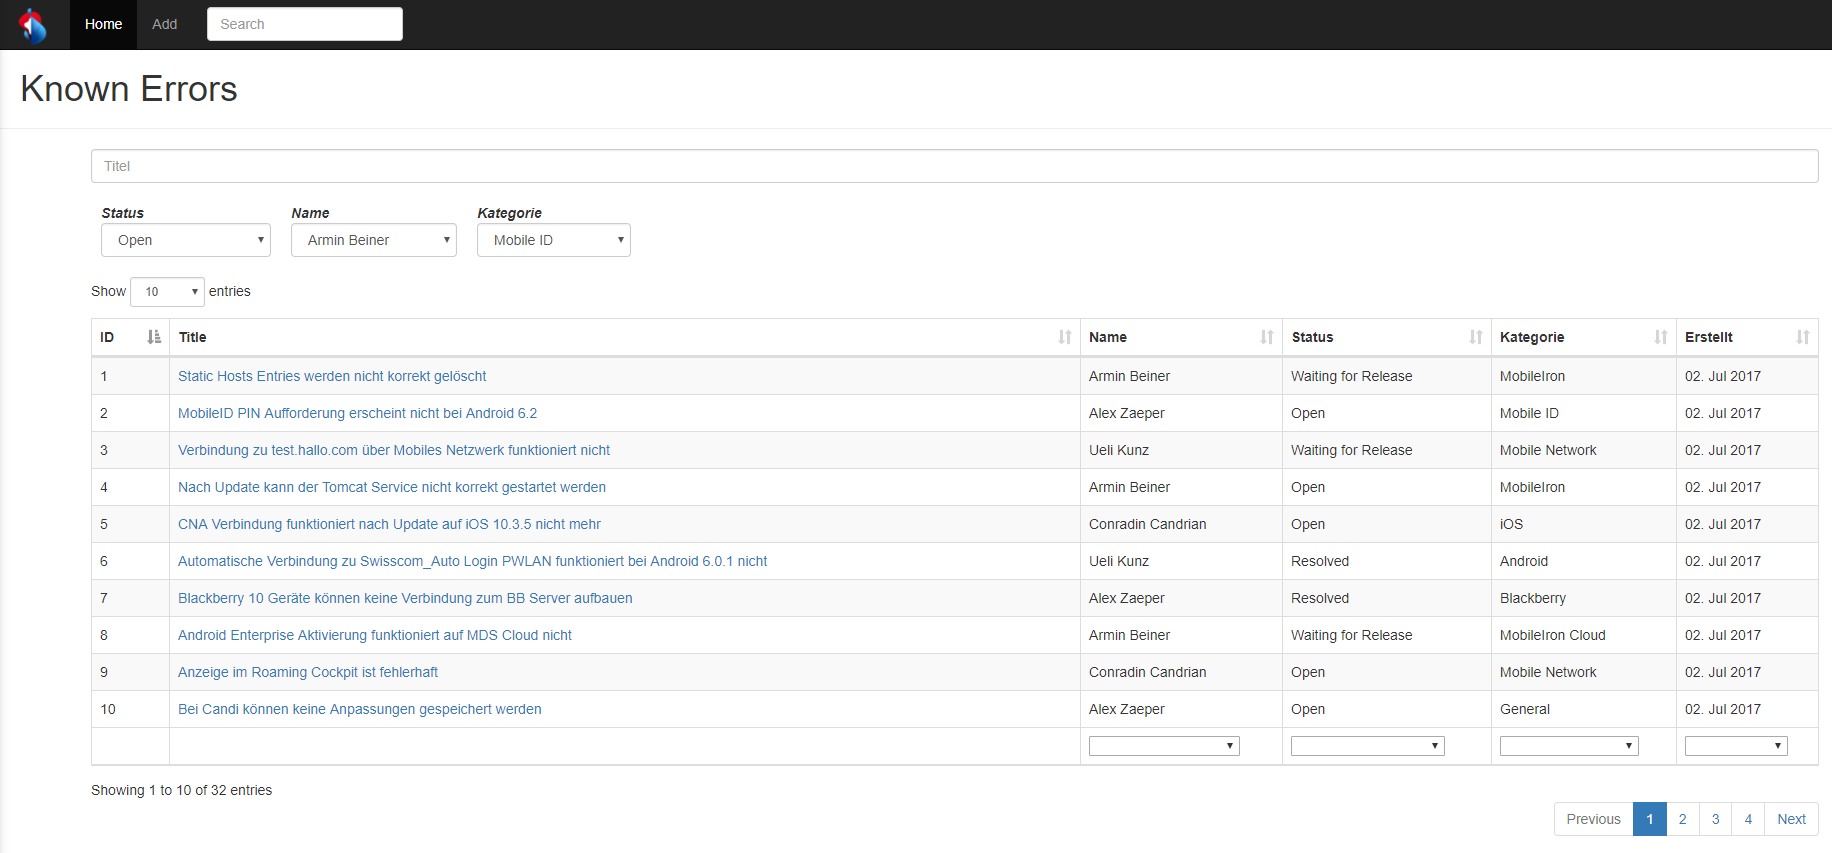 Home Add Search
Known Errors
Titel
Status Name Kategorie
Open Armin Beiner Mobile ID
Show 10 entries
ID Title Name Status Kategorie Erstellt
1 Static Hosts Entries werden nicht korrekt gelöscht Armin Beiner Waiting for Release MobileIron 02. Jul 2017
2 MobileID PIN Aufforderung erscheint nicht bei Android 6.2 Alex Zaeper Open Mobile ID 02. Jul 2017
3 Verbindung zu test.hallo.com über Mobiles Netzwerk funktioniert nicht Ueli Kunz Waiting for Release Mobile Network 02. Jul 2017
4 Nach Update kann der Tomcat Service nicht korrekt gestartet werden Armin Beiner Open MobileIron 02. Jul 2017
5 CNA Verbindung funktioniert nach Update auf iOS 10.3.5 nicht mehr Conradin Candrian Open iOS 02. Jul 2017
6 Automatische Verbindung zu Swisscom_Auto Login PWLAN funktioniert bei Android 6.0.1 nicht Ueli Kunz Resolved Android 02. Jul 2017
7 Blackberry 10 Geräte können keine Verbindung zum BB Server aufbauen Alex Zaeper Resolved Blackberry 02. Jul 2017
8 Android Enterprise Aktivierung funktioniert auf MDS Cloud nicht Armin Beiner Waiting for Release MobileIron Cloud 02. Jul 2017
9 Anzeige im Roaming Cockpit ist fehlerhaft Conradin Candrian Open Mobile Network 02. Jul 2017
10 Bei Candi können keine Anpassungen gespeichert werden Alex Zaeper Open General 02. Jul 2017
Showing 1 to 10 of 32 entries
Previous 1 2 3 4 Next